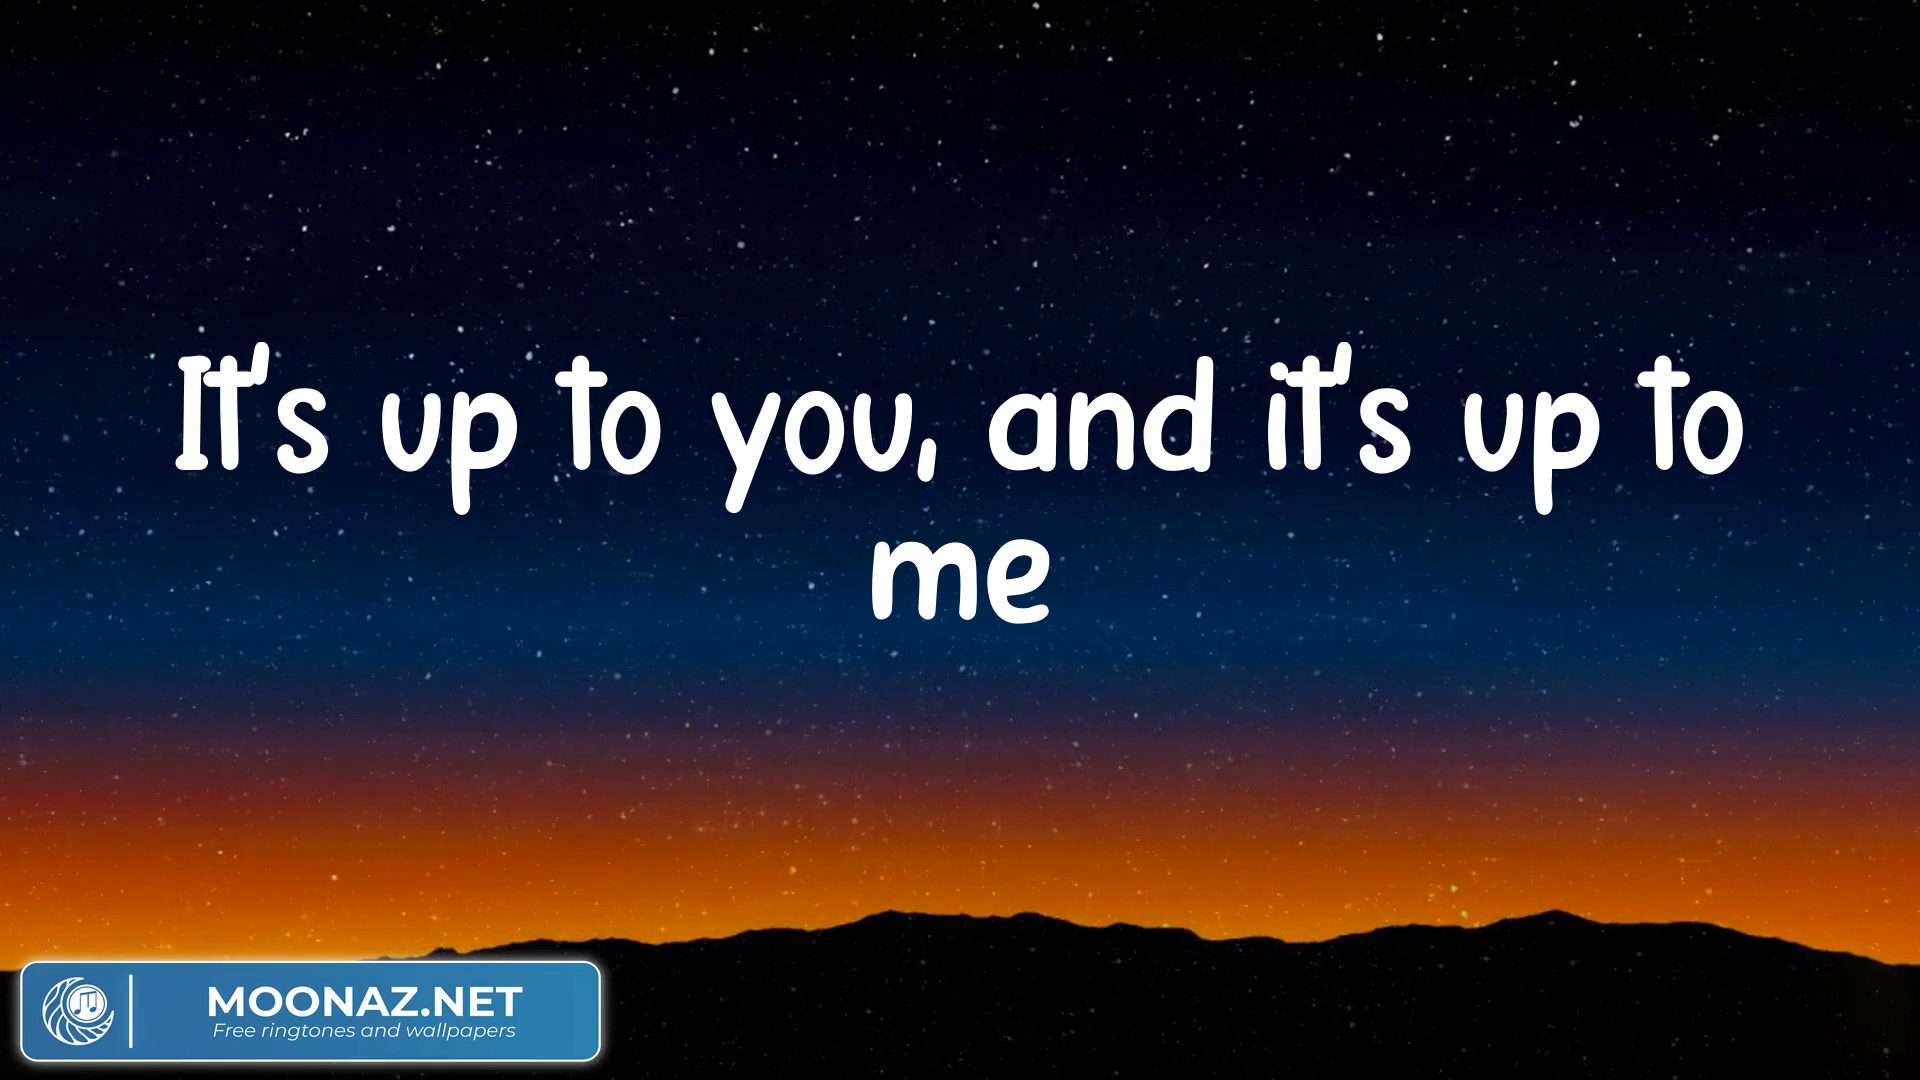 It's up to you, and it's up to
me
MOONAZ.NET
Free ringtones and wallpapers